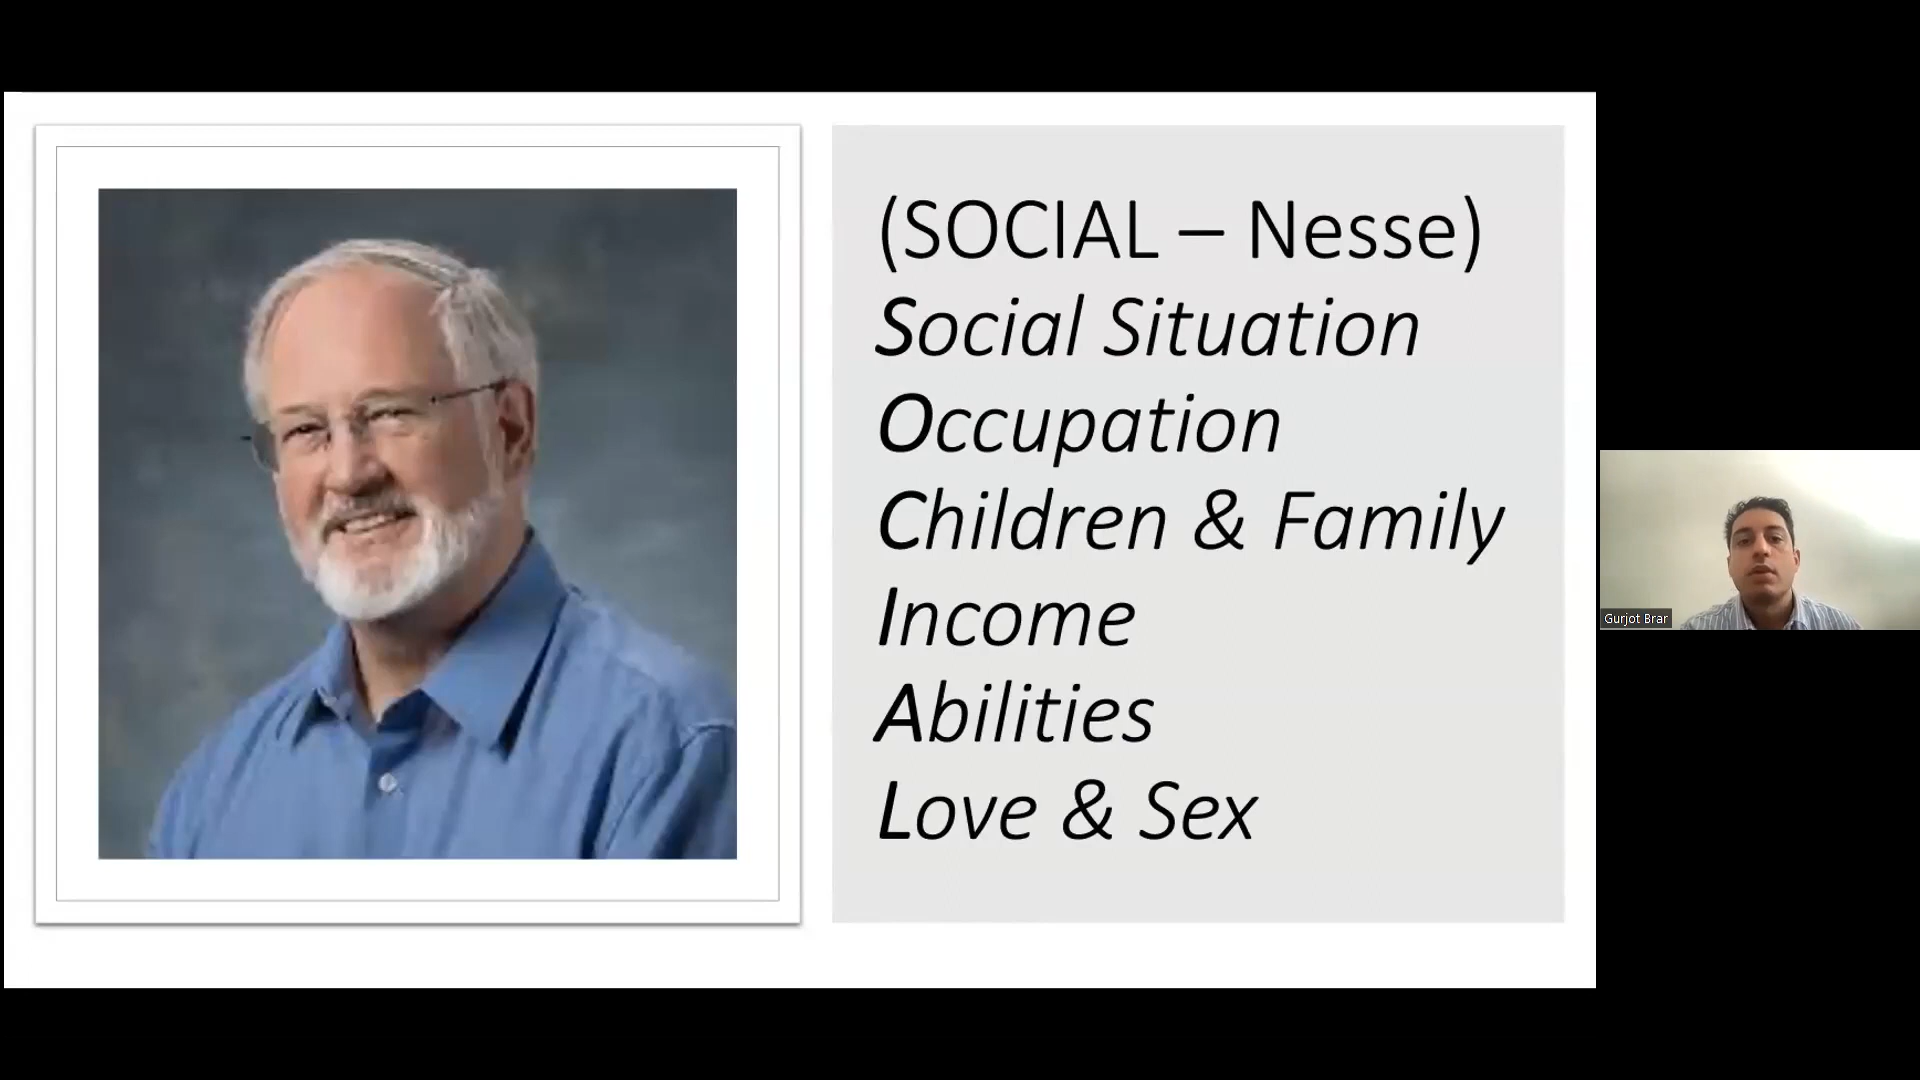 (SOCIAL – Nesse)
Social Situation
Occupation
Children & Family
Income
Abilities
Love & Sex
Gurjot Brar